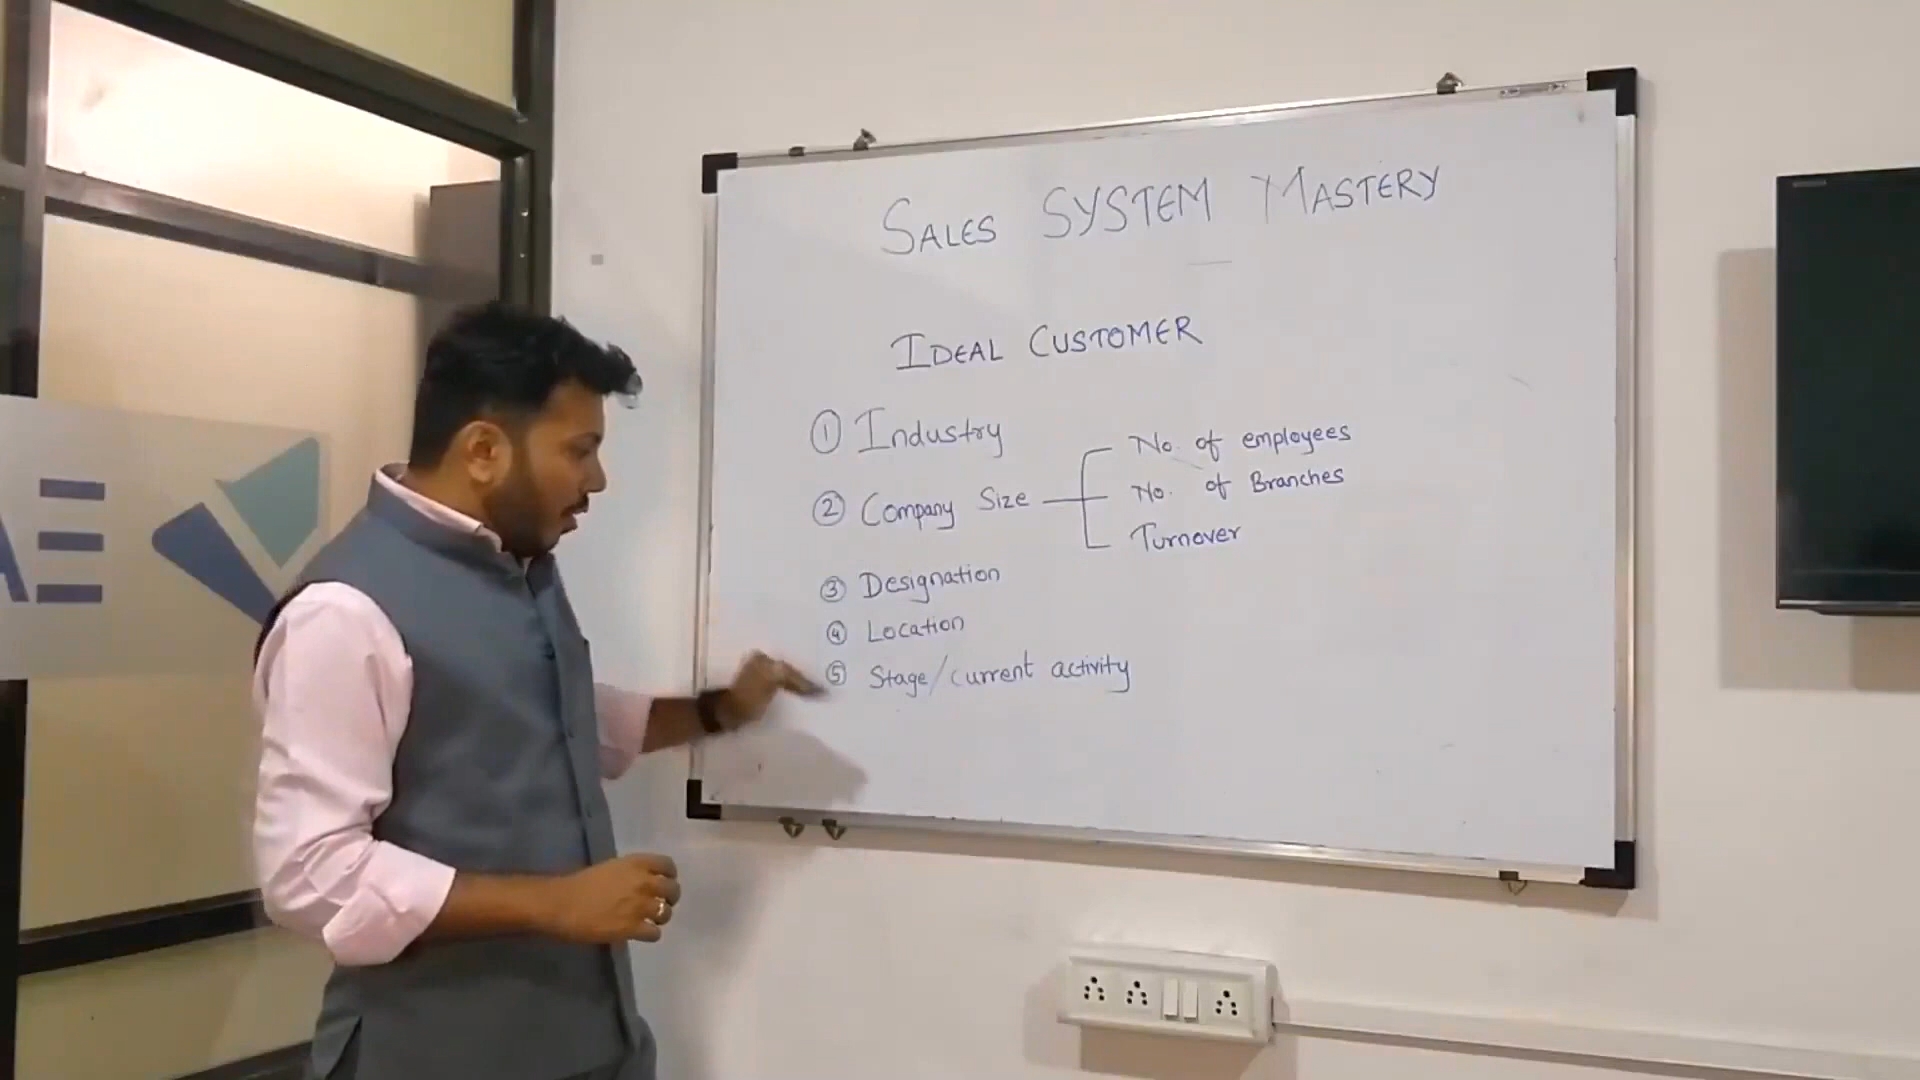 SALES SYSTEM MASTERY
IDEAL CUSTOMER
① Industry
② Company Size
No. of employees
No. of Branches
Turnover
③ Designation
④ Location
⑤ Stage/current activity
AE